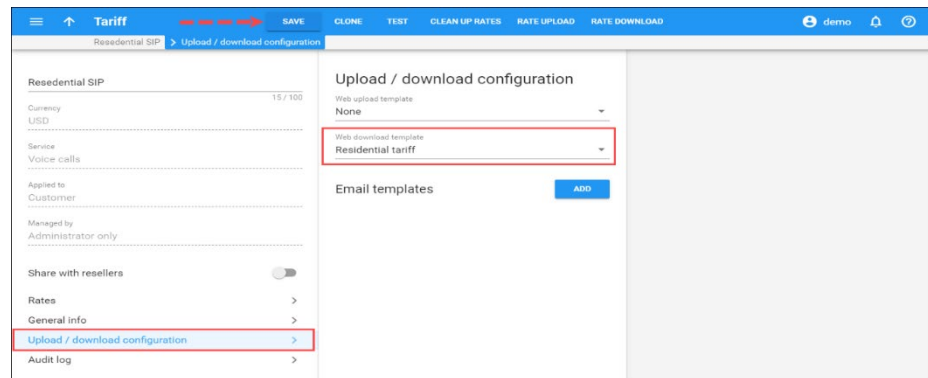 Tariff SAVE CLONE TEST CLEAN UP RATES RATE UPLOAD RATE DOWNLOAD demo
Resedential SIP > Upload / download configuration
Resedential SIP
15 / 100
Currency
USD
Service
Voice calls
Applied to
Customer
Managed by
Administrator only
Share with resellers
Rates
General info
Upload / download configuration
Audit log
Upload / download configuration
Web upload template
None
Web download template
Residential tariff
Email templates ADD